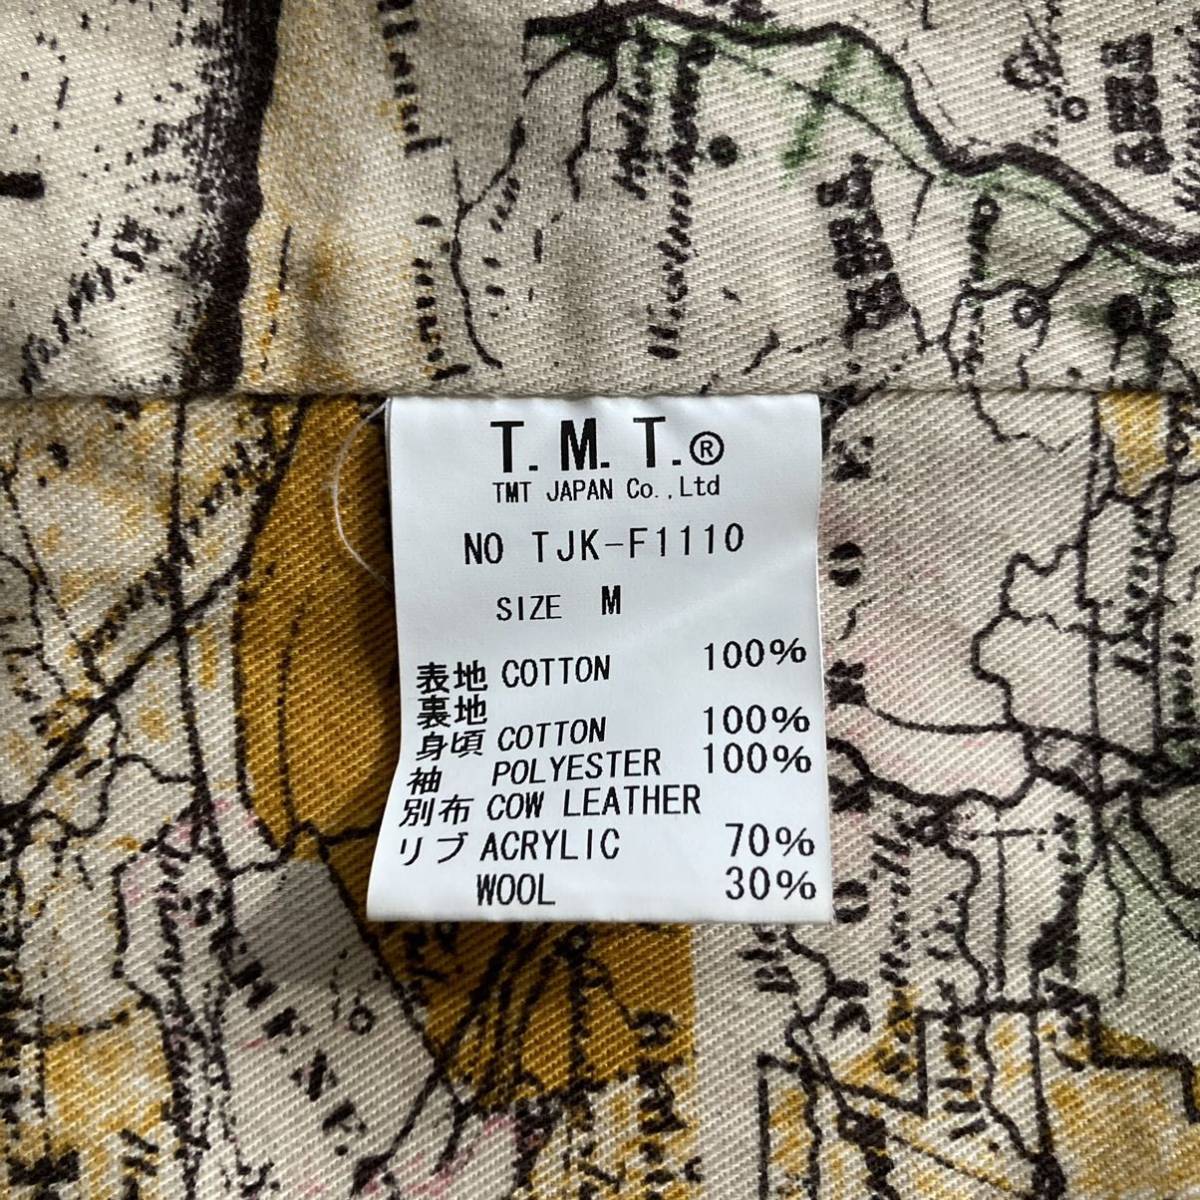 T.M.T.®
TMT JAPAN Co.,Ltd
NO TJK-F1110
SIZE M
表地 COTTON 100%
裏地
身頃 COTTON 100%
袖 POLYESTER 100%
別布 COW LEATHER
リブ ACRYLIC 70%
WOOL 30%